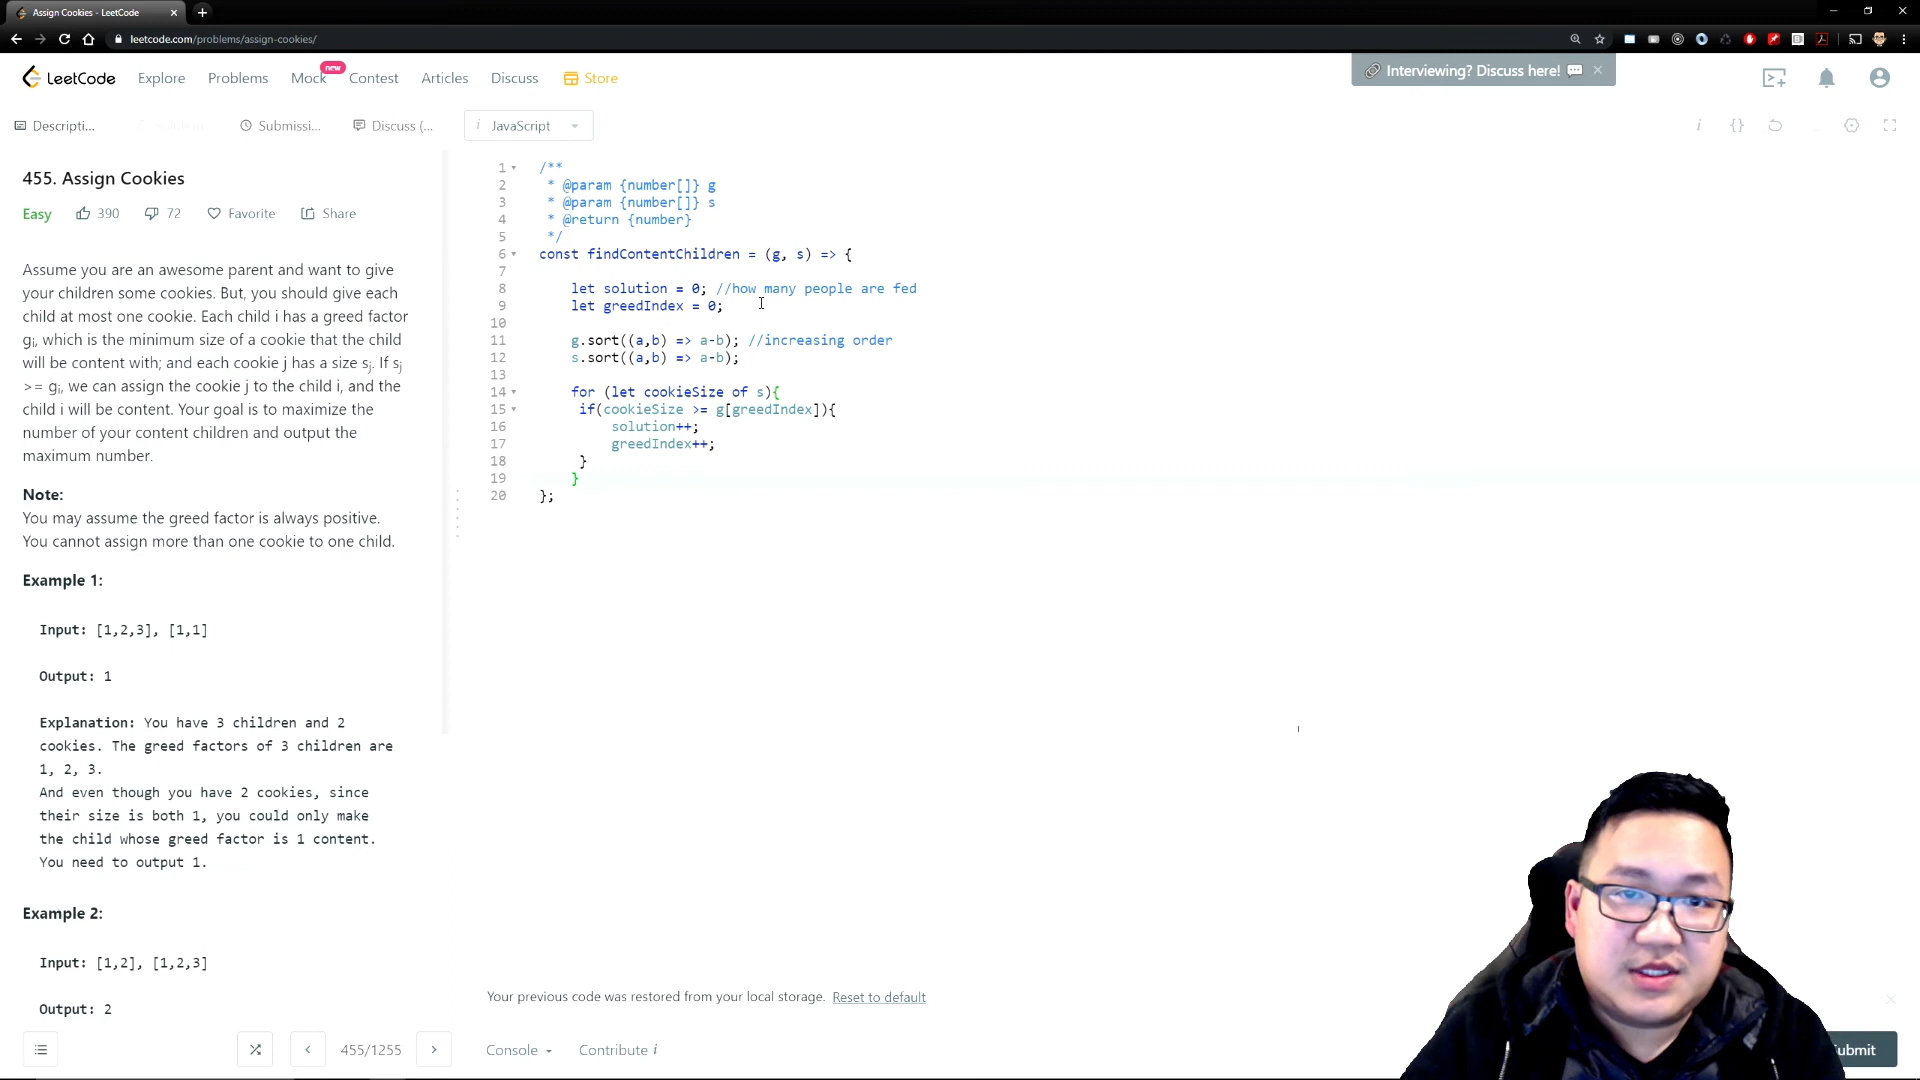 Assign Cookies - LeetCode
leetcode.com/problems/assign-cookies/
LeetCode
Explore
Problems
Mock
new
Contest
Articles
Discuss
Store
Interviewing? Discuss here!
Descripti...
Submissi...
Discuss (...
JavaScript
455. Assign Cookies
Easy
390
72
Favorite
Share
Assume you are an awesome parent and want to give
your children some cookies. But, you should give each
child at most one cookie. Each child i has a greed factor
gi, which is the minimum size of a cookie that the child
will be content with; and each cookie j has a size sj. If sj
>= gi, we can assign the cookie j to the child i, and the
child i will be content. Your goal is to maximize the
number of your content children and output the
maximum number.
Note:
You may assume the greed factor is always positive.
You cannot assign more than one cookie to one child.
Example 1:
Input: [1,2,3], [1,1]
Output: 1
Explanation: You have 3 children and 2
cookies. The greed factors of 3 children are
1, 2, 3.
And even though you have 2 cookies, since
their size is both 1, you could only make
the child whose greed factor is 1 content.
You need to output 1.
Example 2:
Input: [1,2], [1,2,3]
Output: 2
1 /**
2 * @param {number[]} g
3 * @param {number[]} s
4 * @return {number}
5 */
6 const findContentChildren = (g, s) => {
7
8 let solution = 0; //how many people are fed
9 let greedIndex = 0;
10
11 g.sort((a,b) => a-b); //increasing order
12 s.sort((a,b) => a-b);
13
14 for (let cookieSize of s){
15 if(cookieSize >= g[greedIndex]){
16 solution++;
17 greedIndex++;
18 }
19 }
20 };
Your previous code was restored from your local storage. Reset to default
455/1255
Console
Contribute i
ubmit